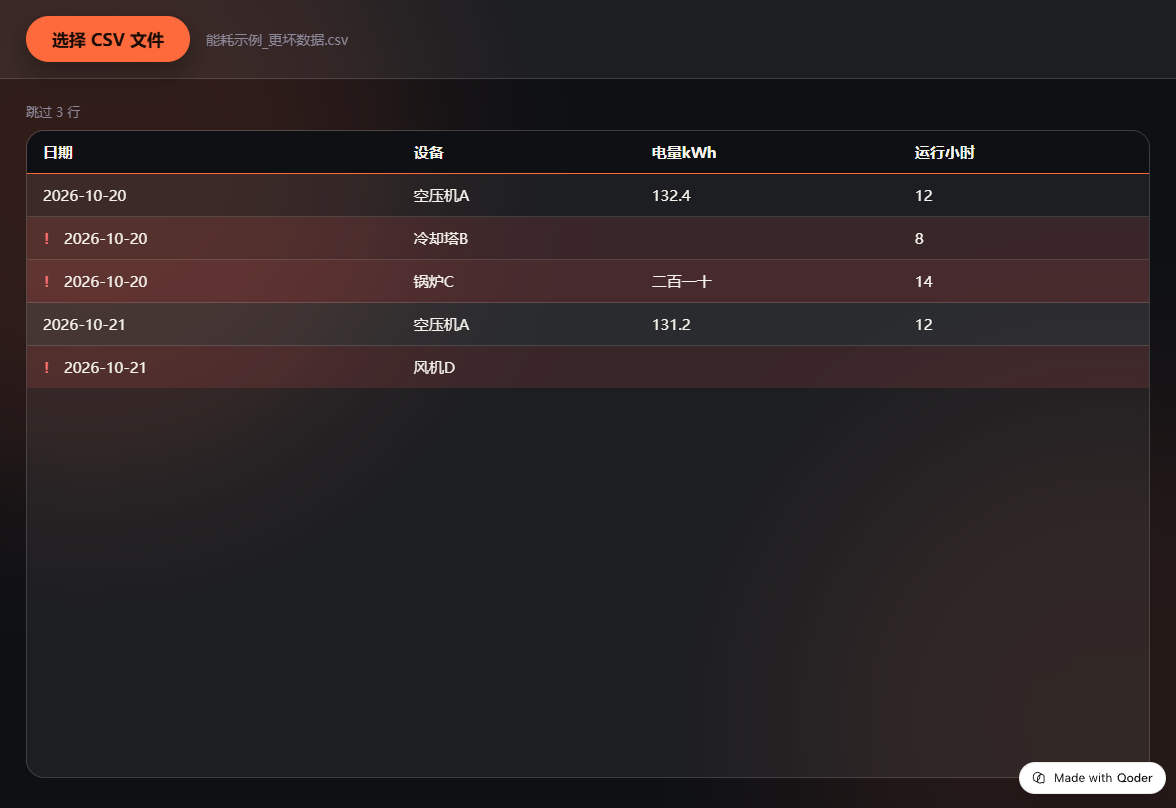 选择 CSV 文件 能耗示例_更坏数据.csv
跳过 3 行
日期 设备 电量kWh 运行小时
2026-10-20 空压机A 132.4 12
! 2026-10-20 冷却塔B 8
! 2026-10-20 锅炉C 二百一十 14
2026-10-21 空压机A 131.2 12
! 2026-10-21 风机D
Made with Qoder